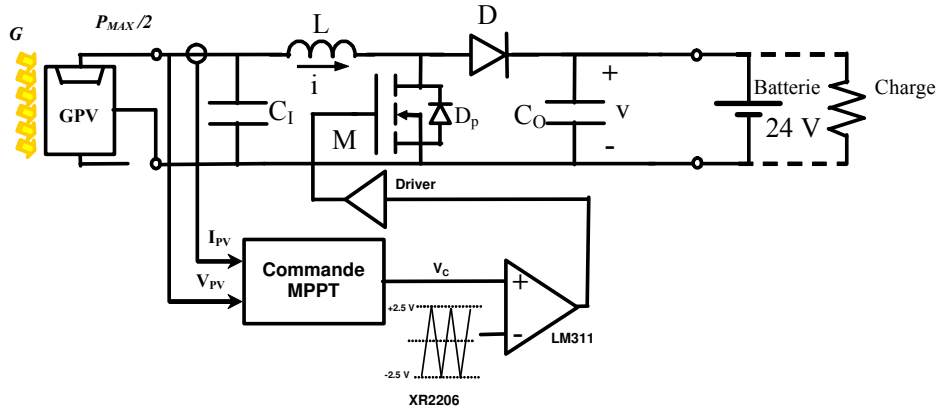 G
P_MAX/2
L
D
i
GPV
C_I
M
D_p
C_O
+
v
-
Batterie
24 V
Charge
Driver
I_PV
V_PV
Commande
MPPT
V_C
+
-
+2.5 V
-2.5 V
LM311
XR2206